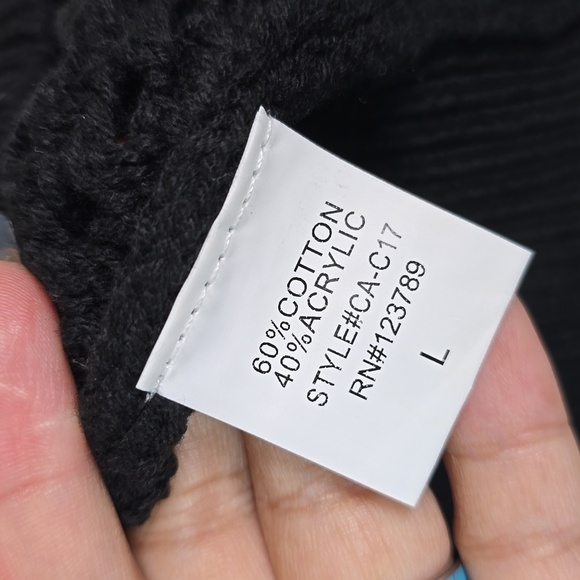 60%COTTON
40%ACRYLIC
STYLE#CA-C17
RN#123789
L